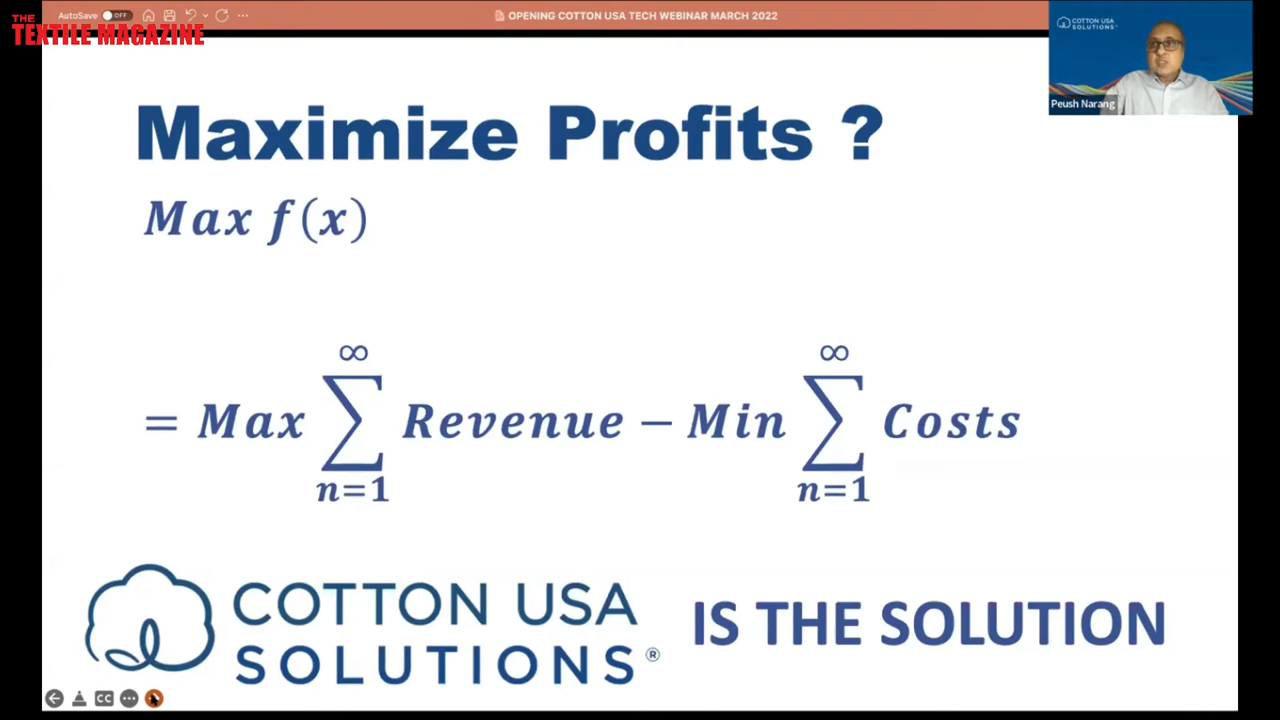 THE
TEXTILE MAGAZINE
AutoSave OFF
OPENING COTTON USA TECH WEBINAR MARCH 2022
COTTON USA
SOLUTIONS
Peush Narang
Maximize Profits ?
Max f(x)
= Max ∑ n=1 ∞ Revenue − Min ∑ n=1 ∞ Costs
COTTON USA
SOLUTIONS®
IS THE SOLUTION
CC